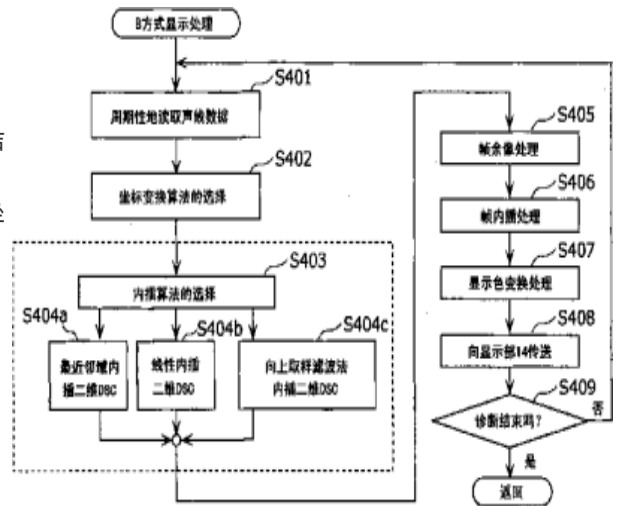 B方式显示处理
S401
周期性地读取声线数据
S402
坐标变换算法的选择
S403
内插算法的选择
S404a
最近邻域内
插二维DSC
S404b
线性内插
二维DSC
S404c
向上取样滤波法
内插二维DSC
S405
帧余像处理
S406
帧内插处理
S407
显示色变换处理
S408
向显示部14传送
S409
诊断结束吗?
否
是
返回